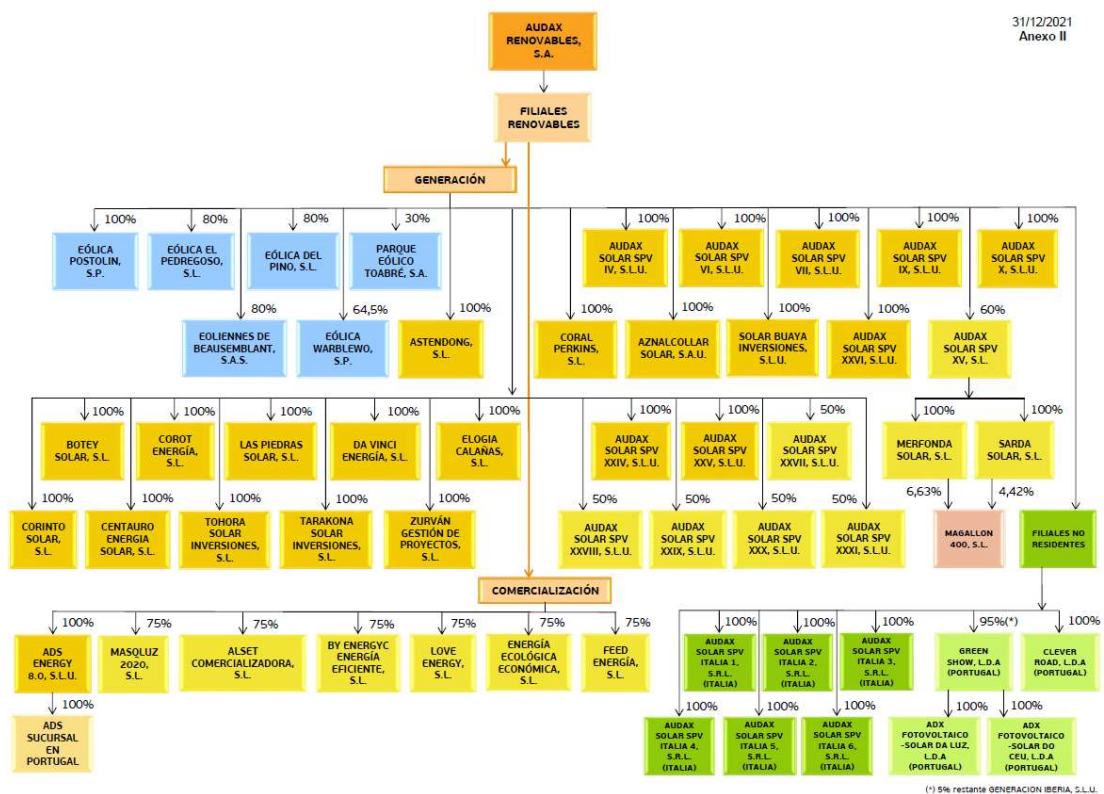 31/12/2021
Anexo II
AUDAX
RENOVABLES,
S.A.
FILIALES
RENOVABLES
GENERACIÓN
100%
EÓLICA
POSTOLIN,
S.P.
80%
EÓLICA EL
PEDREGOSO,
S.L.
80%
EÓLICA DEL
PINO, S.L.
30%
PARQUE
EÓLICO
TOABRÉ, S.A.
100%
AUDAX
SOLAR SPV
IV, S.L.U.
100%
AUDAX
SOLAR SPV
VI, S.L.U.
100%
AUDAX
SOLAR SPV
VII, S.L.U.
100%
AUDAX
SOLAR SPV
IX, S.L.U.
100%
AUDAX
SOLAR SPV
X, S.L.U.
80%
EOLIENNES DE
BEAUSEMBLANT,
S.A.S.
64,5%
EÓLICA
WARBLEWO,
S.P.
100%
ASTENDONG,
S.L.
100%
CORAL
PERKINS,
S.L.
100%
AZNALCOLLAR
SOLAR, S.A.U.
100%
SOLAR BUAYA
INVERSIONES,
S.L.U.
100%
AUDAX
SOLAR SPV
XXVI, S.L.U.
60%
AUDAX
SOLAR SPV
XV, S.L.
100%
BOTEY
SOLAR, S.L.
100%
COROT
ENERGÍA,
S.L.
100%
LAS PIEDRAS
SOLAR, S.L.
100%
DA VINCI
ENERGÍA, S.L.
100%
ELOGIA
CALAÑAS,
S.L.
100%
AUDAX
SOLAR SPV
XXIV, S.L.U.
100%
AUDAX
SOLAR SPV
XXV, S.L.U.
50%
AUDAX
SOLAR SPV
XXVII, S.L.U.
100%
MERFONDA
SOLAR, S.L.
100%
SARDA
SOLAR, S.L.
100%
CORINTO
SOLAR,
S.L.
100%
CENTAURO
ENERGIA
SOLAR, S.L.
100%
TOHORA
SOLAR
INVERSIONES,
S.L.
100%
TARAKONA
SOLAR
INVERSIONES,
S.L.
100%
ZURVÁN
GESTIÓN DE
PROYECTOS,
S.L.
50%
AUDAX
SOLAR SPV
XXVIII, S.L.U.
50%
AUDAX
SOLAR SPV
XXIX, S.L.U.
50%
AUDAX
SOLAR SPV
XXX, S.L.U.
50%
AUDAX
SOLAR SPV
XXXI, S.L.U.
6,63%
4,42%
MAGALLON
400, S.L.
FILIALES NO
RESIDENTES
COMERCIALIZACIÓN
100%
ADS
ENERGY
8.0, S.L.U.
75%
MASQLUZ
2020,
S.L.
75%
ALSET
COMERCIALIZADORA,
S.L.
75%
BY ENERGYC
ENERGÍA
EFICIENTE,
S.L.
75%
LOVE
ENERGY,
S.L.
75%
ENERGÍA
ECOLÓGICA
ECONÓMICA,
S.L.
75%
FEED
ENERGÍA,
S.L.
100%
AUDAX
SOLAR SPV
ITALIA 1,
S.R.L.
(ITALIA)
100%
AUDAX
SOLAR SPV
ITALIA 2,
S.R.L.
(ITALIA)
100%
AUDAX
SOLAR SPV
ITALIA 3,
S.R.L.
(ITALIA)
95%(*)
GREEN
SHOW, L.D.A
(PORTUGAL)
100%
CLEVER
ROAD, L.D.A
(PORTUGAL)
100%
ADS
SUCURSAL
EN
PORTUGAL
100%
AUDAX
SOLAR SPV
ITALIA 4,
S.R.L.
(ITALIA)
100%
AUDAX
SOLAR SPV
ITALIA 5,
S.R.L.
(ITALIA)
100%
AUDAX
SOLAR SPV
ITALIA 6,
S.R.L.
(ITALIA)
100%
ADX
FOTOVOLTAICO
-SOLAR DA LUZ,
L.D.A
(PORTUGAL)
100%
ADX
FOTOVOLTAICO
-SOLAR DO
CEU, L.D.A
(PORTUGAL)
(*) 5% restante GENERACION IBERIA, S.L.U.